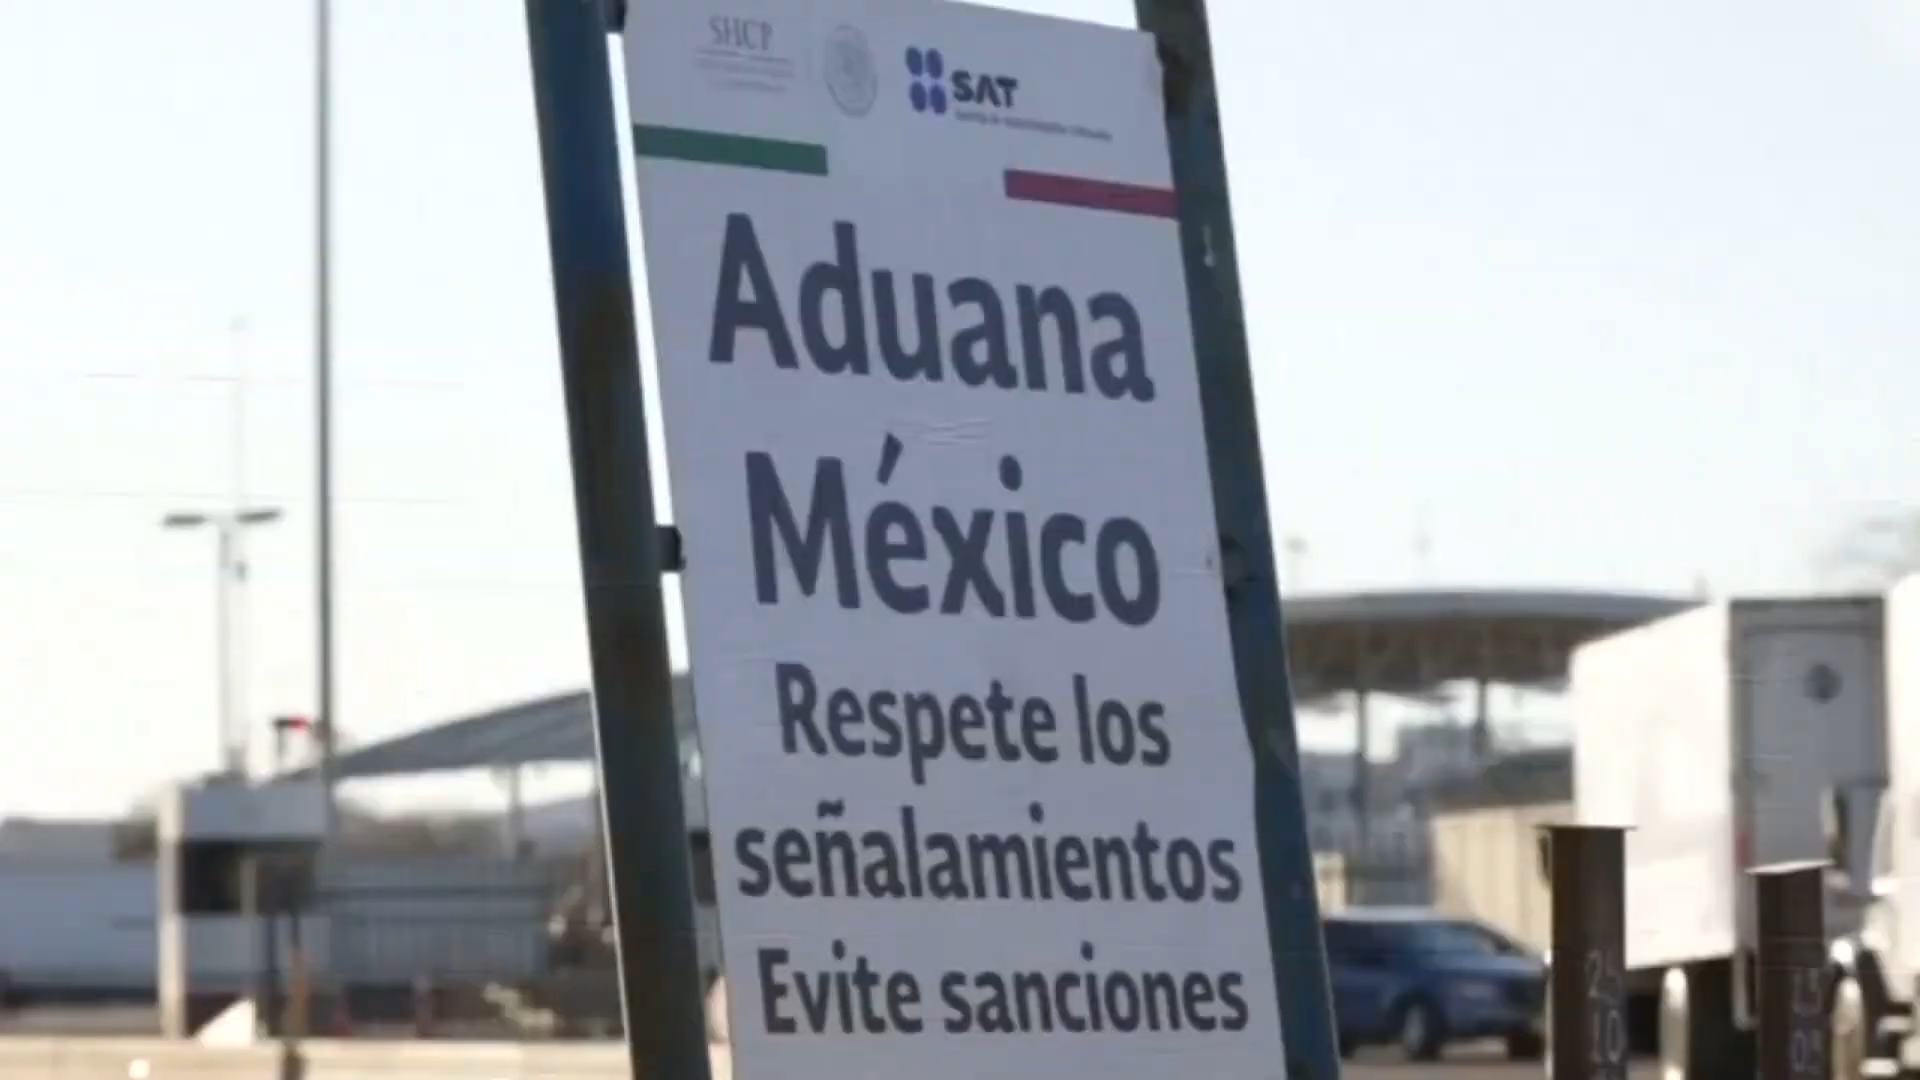 SHCP
SAT
Aduana
México
Respete los
señalamientos
Evite sanciones